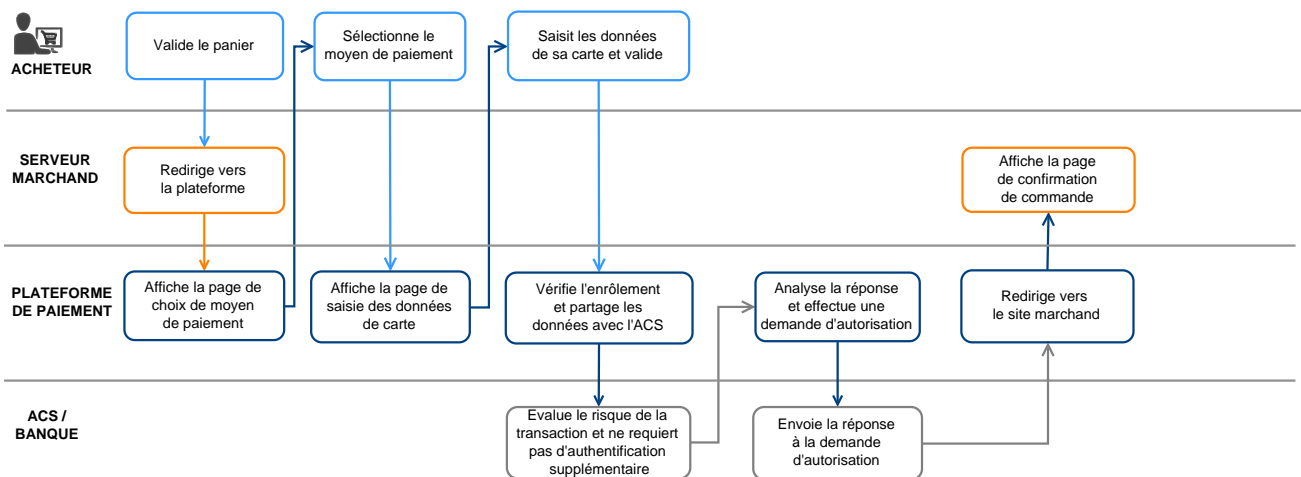 Valide le panier
Sélectionne le
moyen de paiement
Saisit les données
de sa carte et valide
ACHETEUR
SERVEUR
MARCHAND
Redirige vers
la plateforme
Affiche la page
de confirmation
de commande
PLATEFORME
DE PAIEMENT
Affiche la page de
choix de moyen
de paiement
Affiche la page de
saisie des données
de carte
Vérifie l'enrôlement
et partage les
données avec l'ACS
Analyse la réponse
et effectue une
demande d'autorisation
Redirige vers
le site marchand
ACS /
BANQUE
Evalue le risque de la
transaction et ne requiert
pas d'authentification
supplémentaire
Envoie la réponse
à la demande
d'autorisation